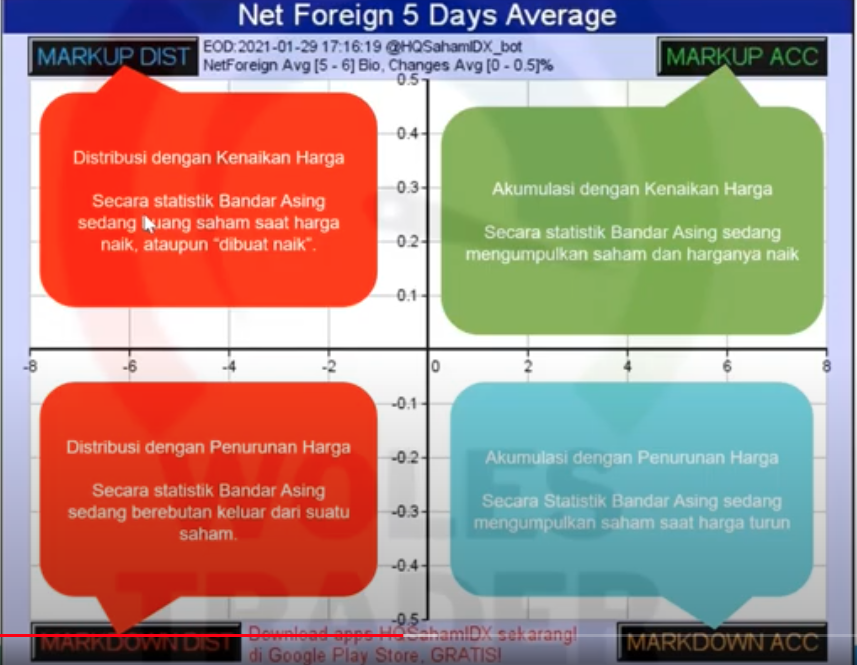 Net Foreign 5 Days Average
MARKUP DIST
EOD:2021-01-29 17:16:19 @HQSahamIDX_bot
NetForeign Avg [5 - 6] Bio, Changes Avg [0 - 0.5]%
MARKUP ACC
0.5
0.4
0.3
0.2
0.1
Distribusi dengan Kenaikan Harga
Secara statistik Bandar Asing
sedang buang saham saat harga
naik, ataupun “dibuat naik”.
Akumulasi dengan Kenaikan Harga
Secara statistik Bandar Asing sedang
mengumpulkan saham dan harganya naik
-8 -6 -4 -2 0 2 4 6 8
-0.1
-0.2
-0.3
-0.4
-0.5
Distribusi dengan Penurunan Harga
Secara statistik Bandar Asing
sedang berebutan keluar dari suatu
saham.
Akumulasi dengan Penurunan Harga
Secara Statistik Bandar Asing sedang
mengumpulkan saham saat harga turun
WOLES
TRADER
MARKDOWN DIST
Download apps HQSahamIDX sekarang!
di Google Play Store, GRATIS!
MARKDOWN ACC